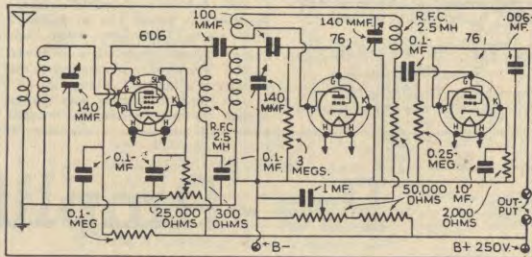 100 MMF.
6D6
140 MMF.
R.F.C. 2.5 MH
76
0.1-MF
76
.006 MF.
140 MMF
140 MMF
R.F.C. 2.5 MH
G
P
K
H
H
G
P
K
H
H
G
P
K
H
H
0.1-MF
0.1-MF.
3 MEGS.
0.25-MEG.
0.1-MEG
25,000 OHMS
300 OHMS
1 MF.
50,000 OHMS
10 MF.
2,000 OHMS
OUT-PUT
B-
B+ 250V.